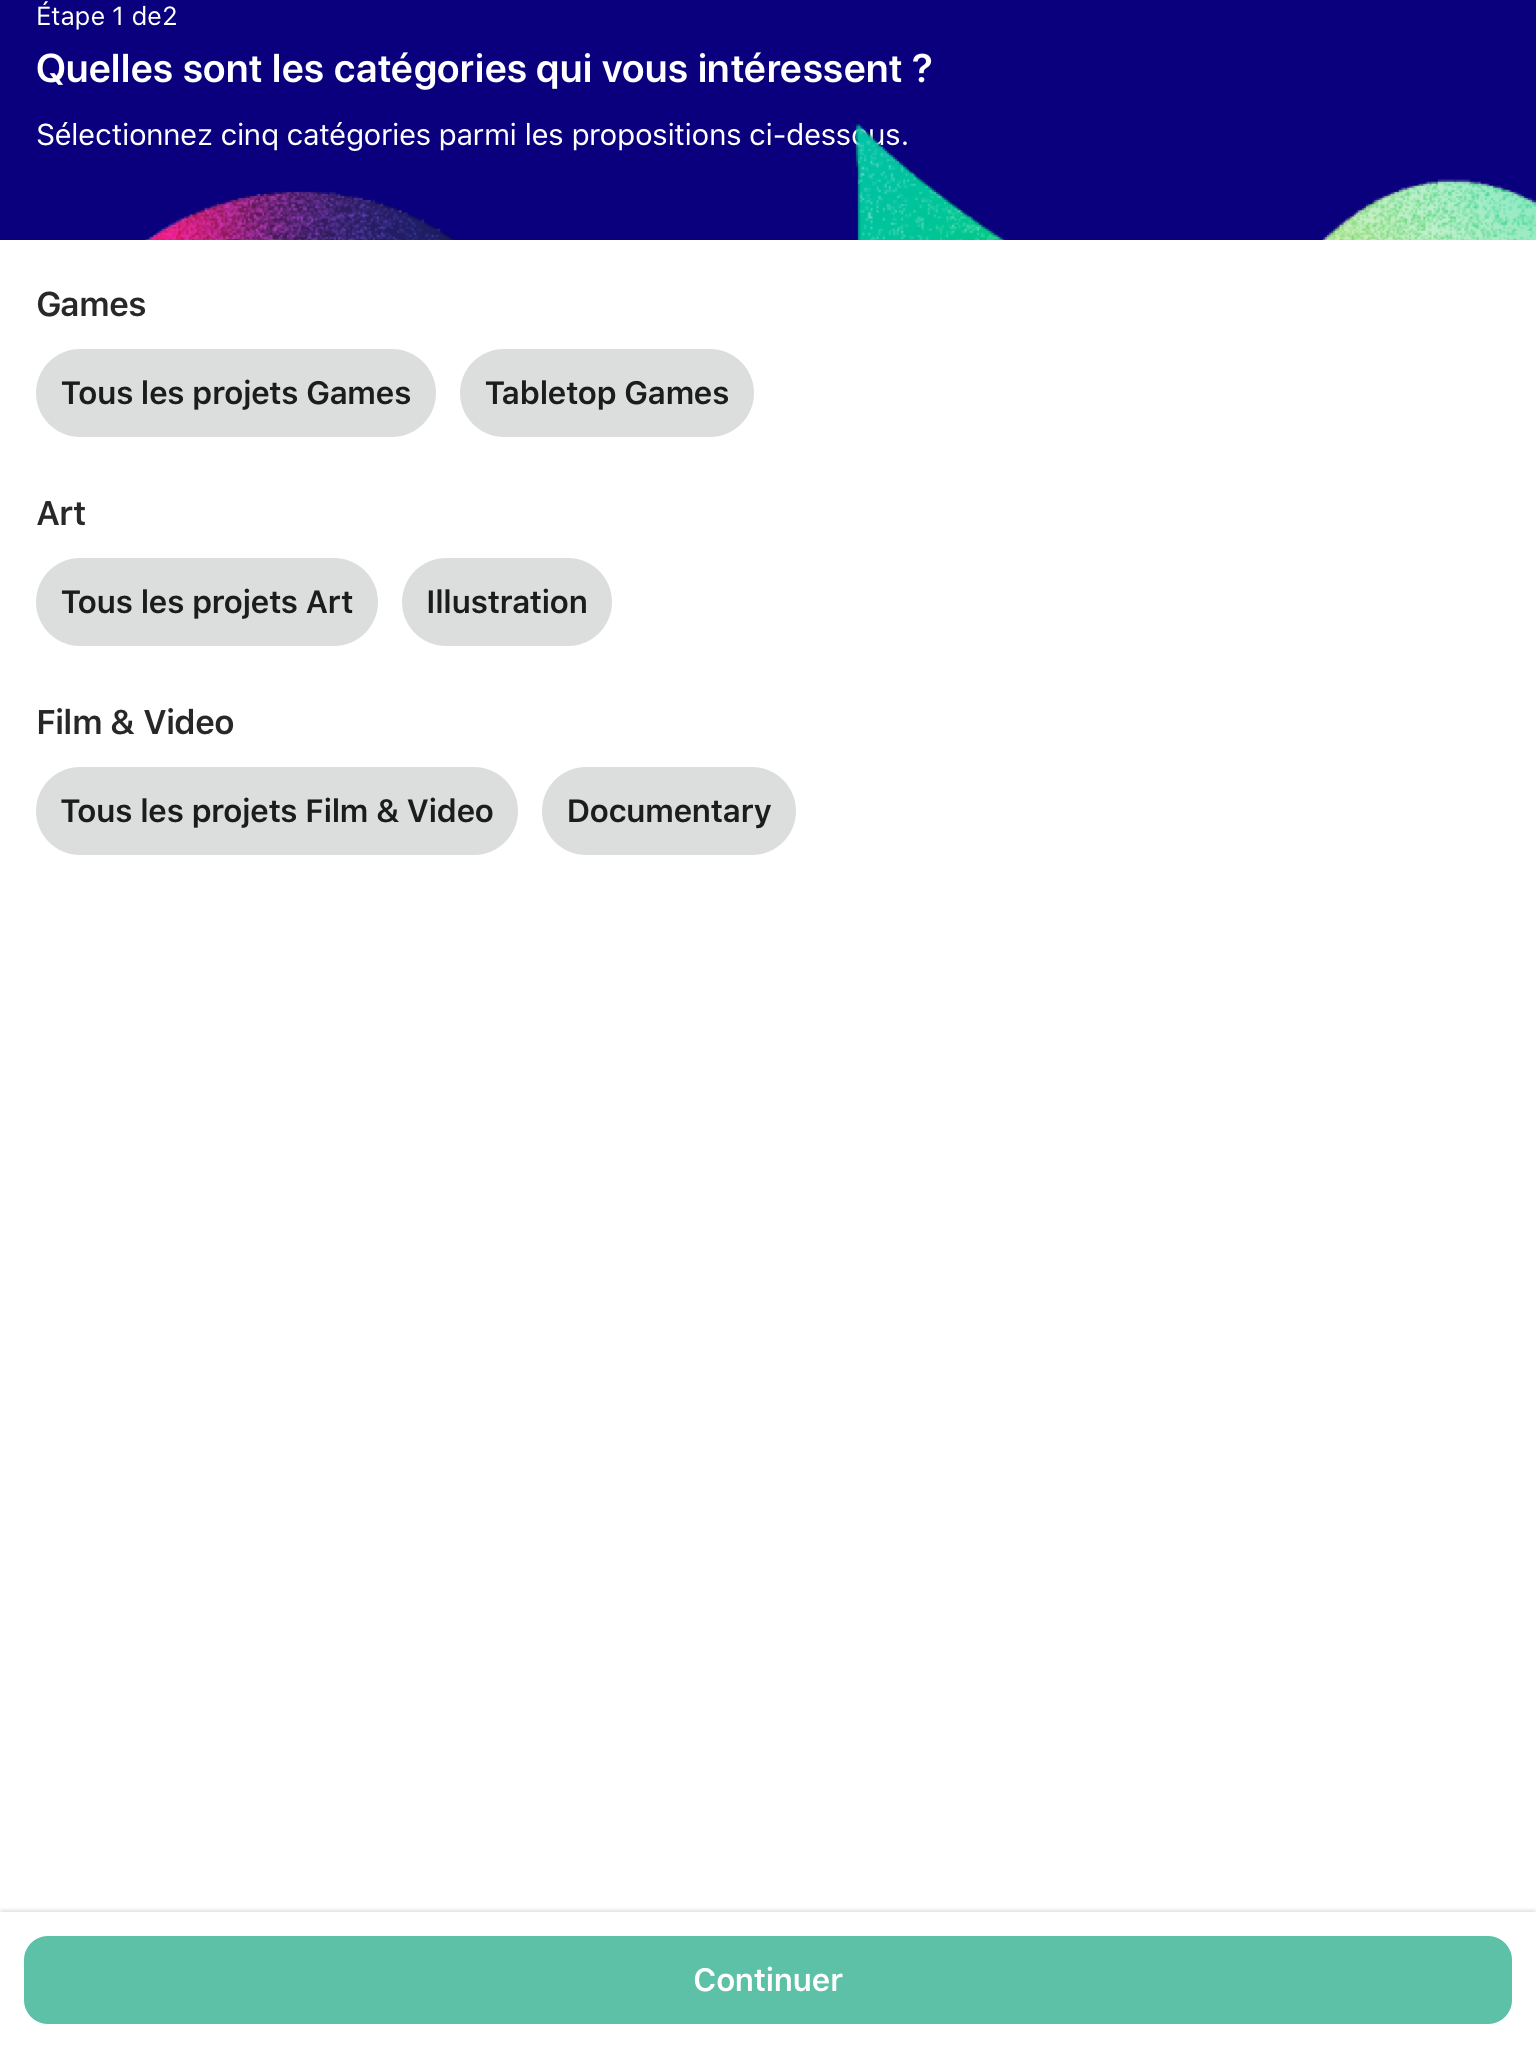 Étape 1 de2
Quelles sont les catégories qui vous intéressent ?
Sélectionnez cinq catégories parmi les propositions ci-dessous.
Games
Tous les projets Games
Tabletop Games
Art
Tous les projets Art
Illustration
Film & Video
Tous les projets Film & Video
Documentary
Continuer